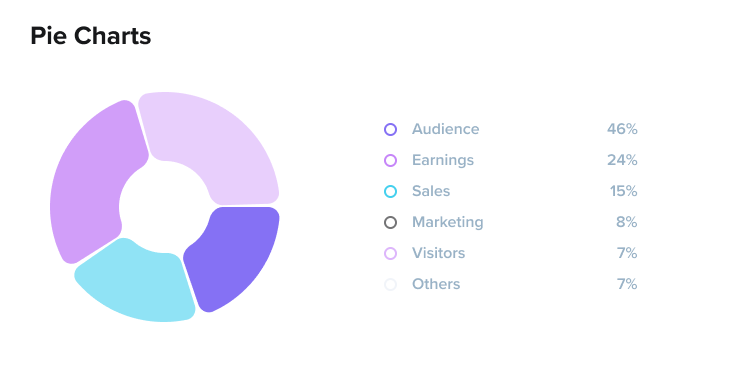 Pie Charts
Audience 46%
Earnings 24%
Sales 15%
Marketing 8%
Visitors 7%
Others 7%